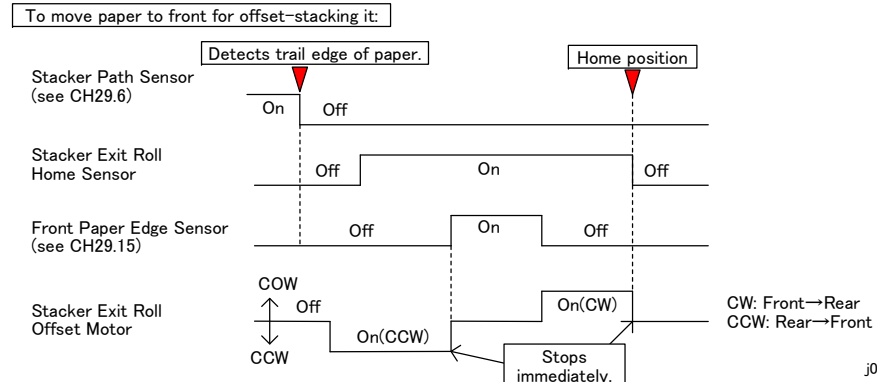 To move paper to front for offset-stacking it:
Detects trail edge of paper.
Home position
Stacker Path Sensor
(see CH29.6)
On
Off
Stacker Exit Roll
Home Sensor
Off
On
Off
Front Paper Edge Sensor
(see CH29.15)
Off
On
Off
COW
Stacker Exit Roll
Offset Motor
Off
On(CCW)
On(CW)
CCW
CW: Front→Rear
CCW: Rear→Front
Stops
immediately.
j0